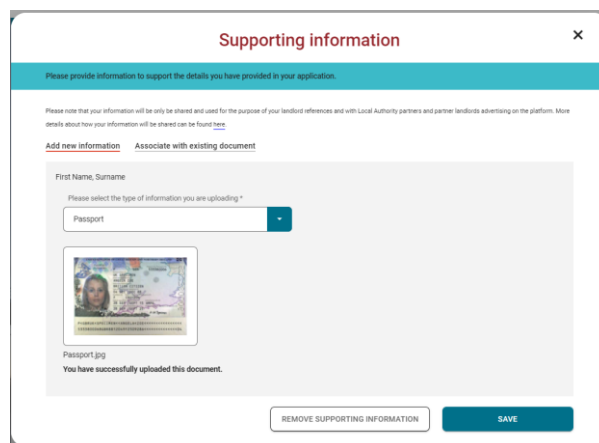 Supporting information
Please provide information to support the details you have provided in your application.
Please note that your information will be only be shared and used for the purpose of your landlord references and with Local Authority partners and partner landlords advertising on the platform. More
details about how your information will be shared can be found here.
Add new information Associate with existing document
First Name, Surname
Please select the type of information you are uploading *
Passport
Passport.jpg
You have successfully uploaded this document.
REMOVE SUPPORTING INFORMATION SAVE